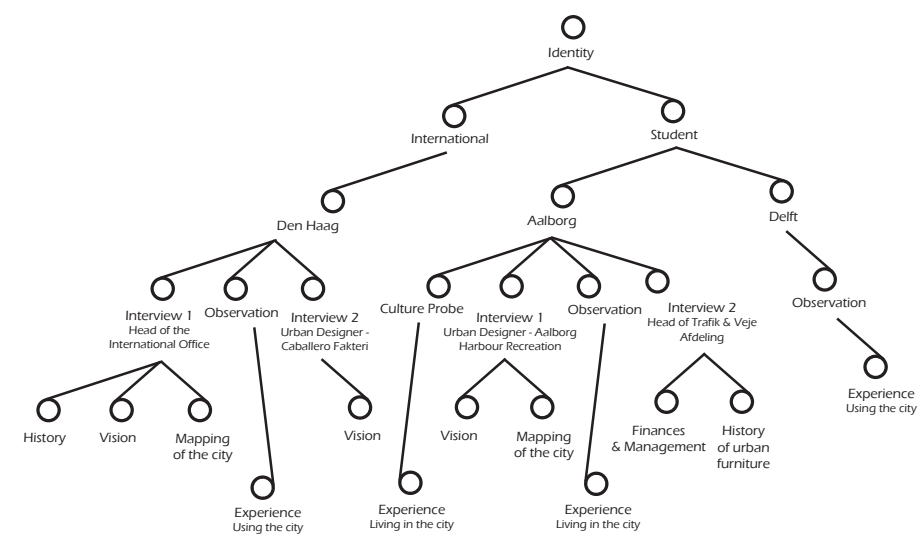 Identity
International
Student
Den Haag
Aalborg
Delft
Interview 1
Head of the
International Office
Observation
Interview 2
Urban Designer -
Caballero Fakteri
Culture Probe
Interview 1
Urban Designer - Aalborg
Harbour Recreation
Observation
Interview 2
Head of Trafik & Veje
Afdeling
Observation
History
Vision
Mapping
of the city
Vision
Vision
Mapping
of the city
Finances
& Management
History
of urban
furniture
Experience
Using the city
Experience
Using the city
Experience
Living in the city
Experience
Living in the city